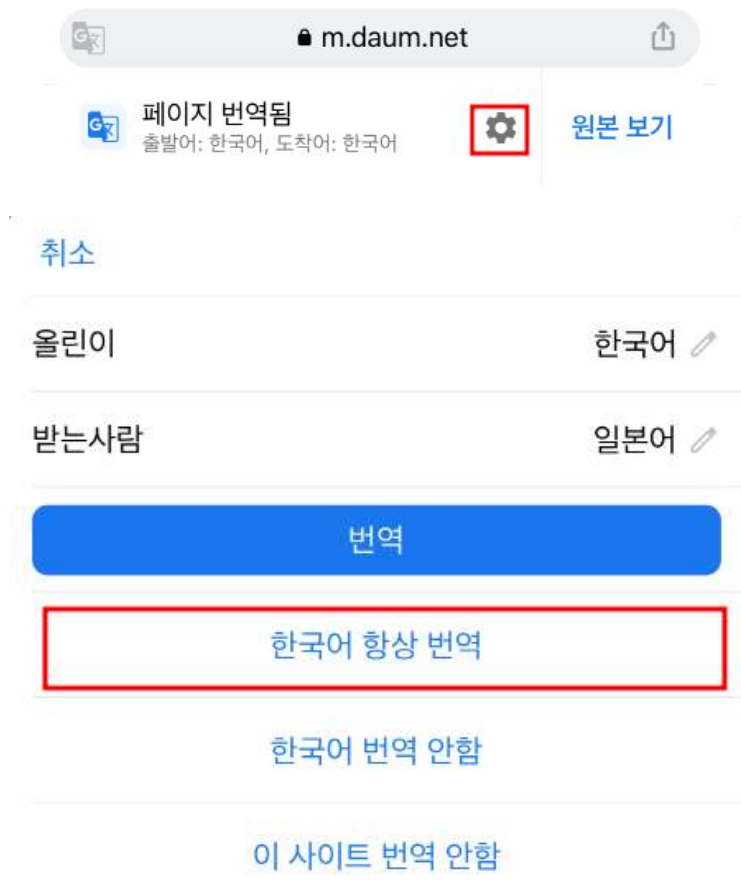 m.daum.net
페이지 번역됨
출발어: 한국어, 도착어: 한국어
원본 보기
취소
올린이 한국어
받는사람 일본어
번역
한국어 항상 번역
한국어 번역 안함
이 사이트 번역 안함